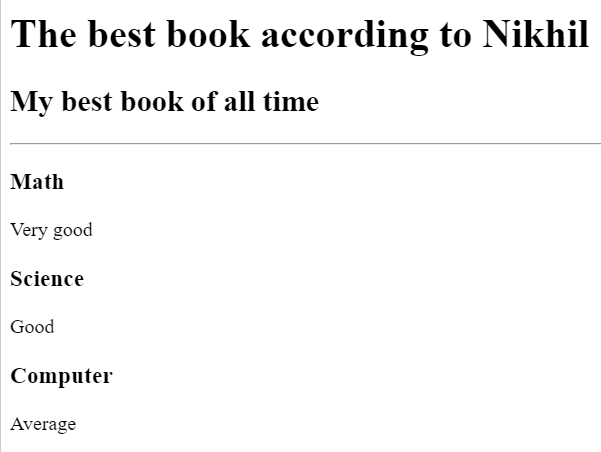 The best book according to Nikhil
My best book of all time
Math
Very good
Science
Good
Computer
Average